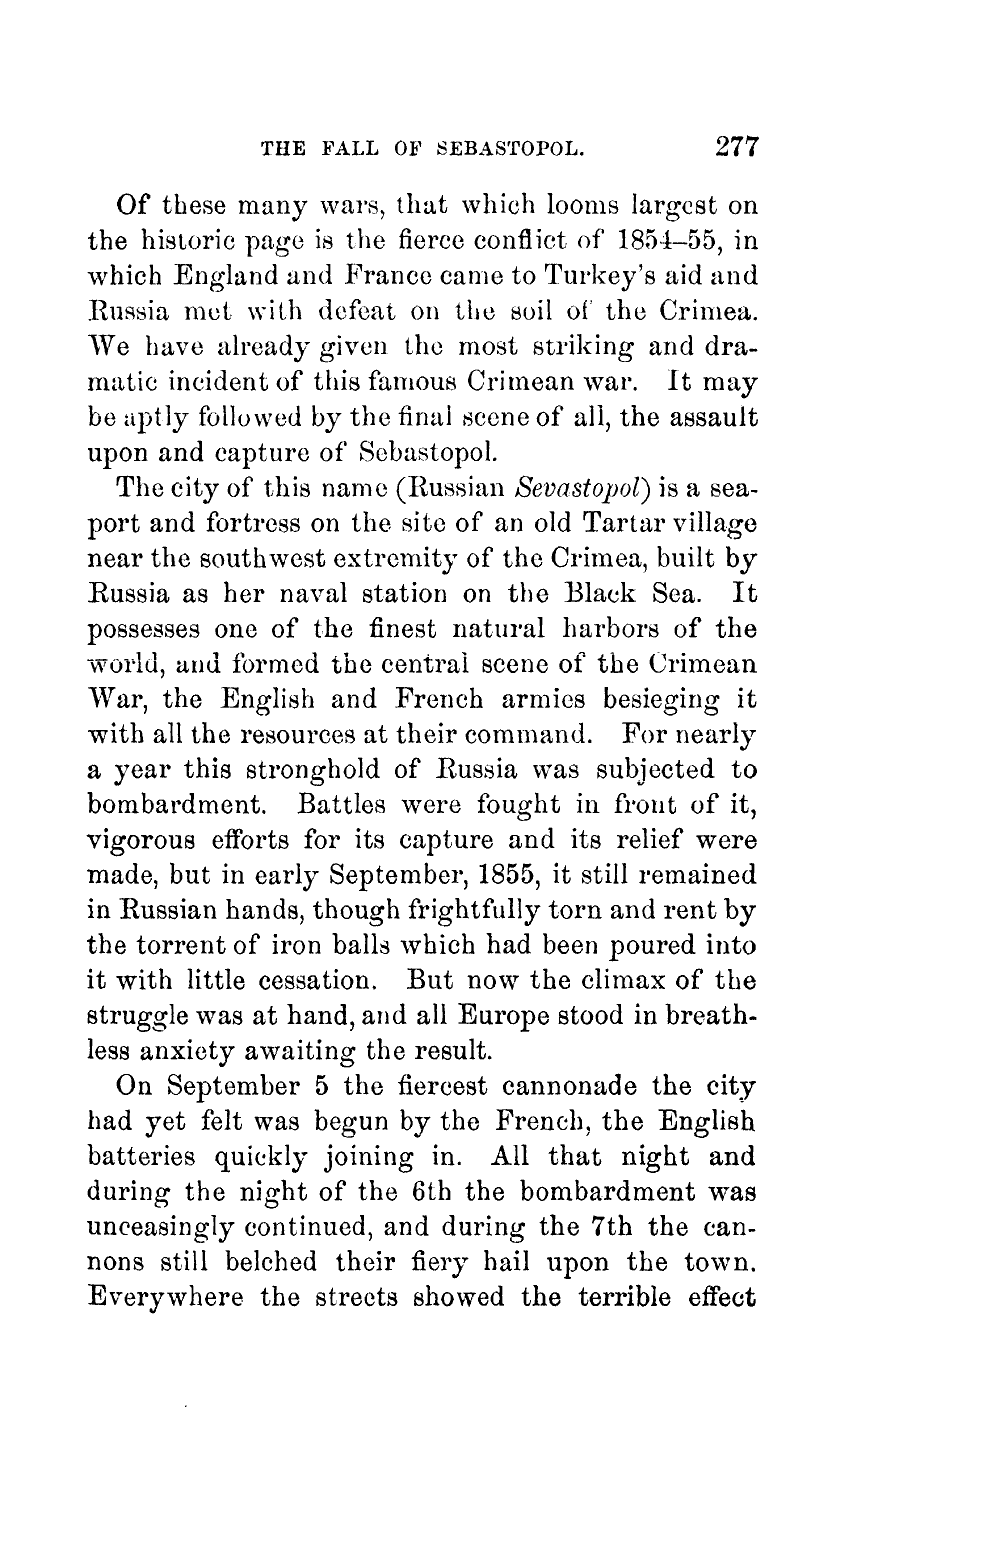 THE FALL OF SEBASTOPOL. 277
Of these many wars, that which looms largest on
the historic page is the fierce conflict of 1854–55, in
which England and France came to Turkey's aid and
Russia met with defeat on the soil of the Crimea.
We have already given the most striking and dra-
matic incident of this famous Crimean war. It may
be aptly followed by the final scene of all, the assault
upon and capture of Sebastopol.
The city of this name (Russian Sevastopol) is a sea-
port and fortress on the site of an old Tartar village
near the southwest extremity of the Crimea, built by
Russia as her naval station on the Black Sea. It
possesses one of the finest natural harbors of the
world, and formed the central scene of the Crimean
War, the English and French armies besieging it
with all the resources at their command. For nearly
a year this stronghold of Russia was subjected to
bombardment. Battles were fought in front of it,
vigorous efforts for its capture and its relief were
made, but in early September, 1855, it still remained
in Russian hands, though frightfully torn and rent by
the torrent of iron balls which had been poured into
it with little cessation. But now the climax of the
struggle was at hand, and all Europe stood in breath-
less anxiety awaiting the result.
On September 5 the fiercest cannonade the city
had yet felt was begun by the French, the English
batteries quickly joining in. All that night and
during the night of the 6th the bombardment was
unceasingly continued, and during the 7th the can-
nons still belched their fiery hail upon the town.
Everywhere the streets showed the terrible effect